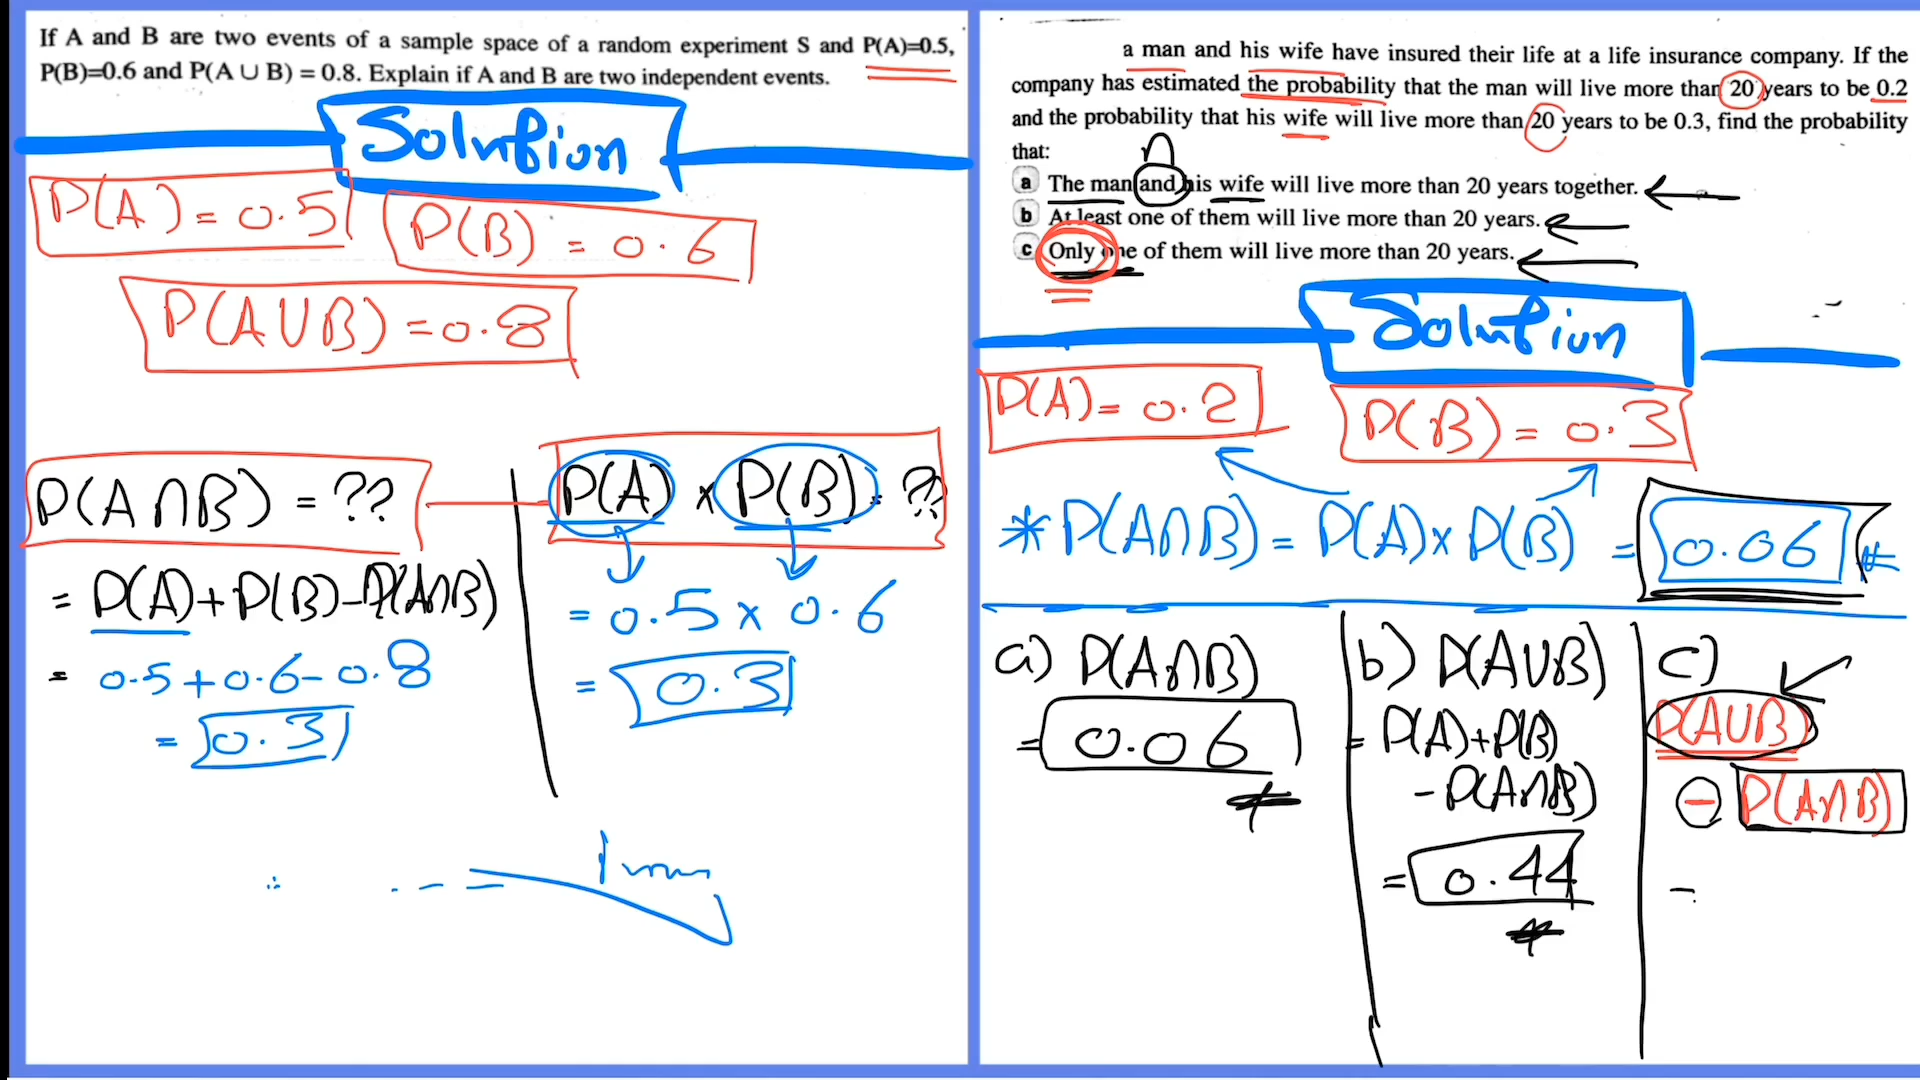 If A and B are two events of a sample space of a random experiment S and P(A)=0.5,
P(B)=0.6 and P(A ∪ B) = 0.8. Explain if A and B are two independent events.
Solution
P(A) = 0.5
P(B) = 0.6
P(A∪B) = 0.8
P(A∩B) = ??
= P(A)+P(B)-P(A∩B)
= 0.5+0.6-0.8
= 0.3
P(A) x P(B) = ??
= 0.5 x 0.6
= 0.3
a man and his wife have insured their life at a life insurance company. If the
company has estimated the probability that the man will live more than 20 years to be 0.2
and the probability that his wife will live more than 20 years to be 0.3, find the probability
that:
∩
a The man and his wife will live more than 20 years together.
b At least one of them will live more than 20 years.
c Only one of them will live more than 20 years.
Solution
P(A) = 0.2
P(B) = 0.3
* P(A∩B) = P(A) x P(B) = 0.06
a) P(A∩B)
= 0.06
b) P(A∪B)
= P(A)+P(B)
- P(A∩B)
= 0.44
c)
P(A∪B)
- P(A∩B)
=